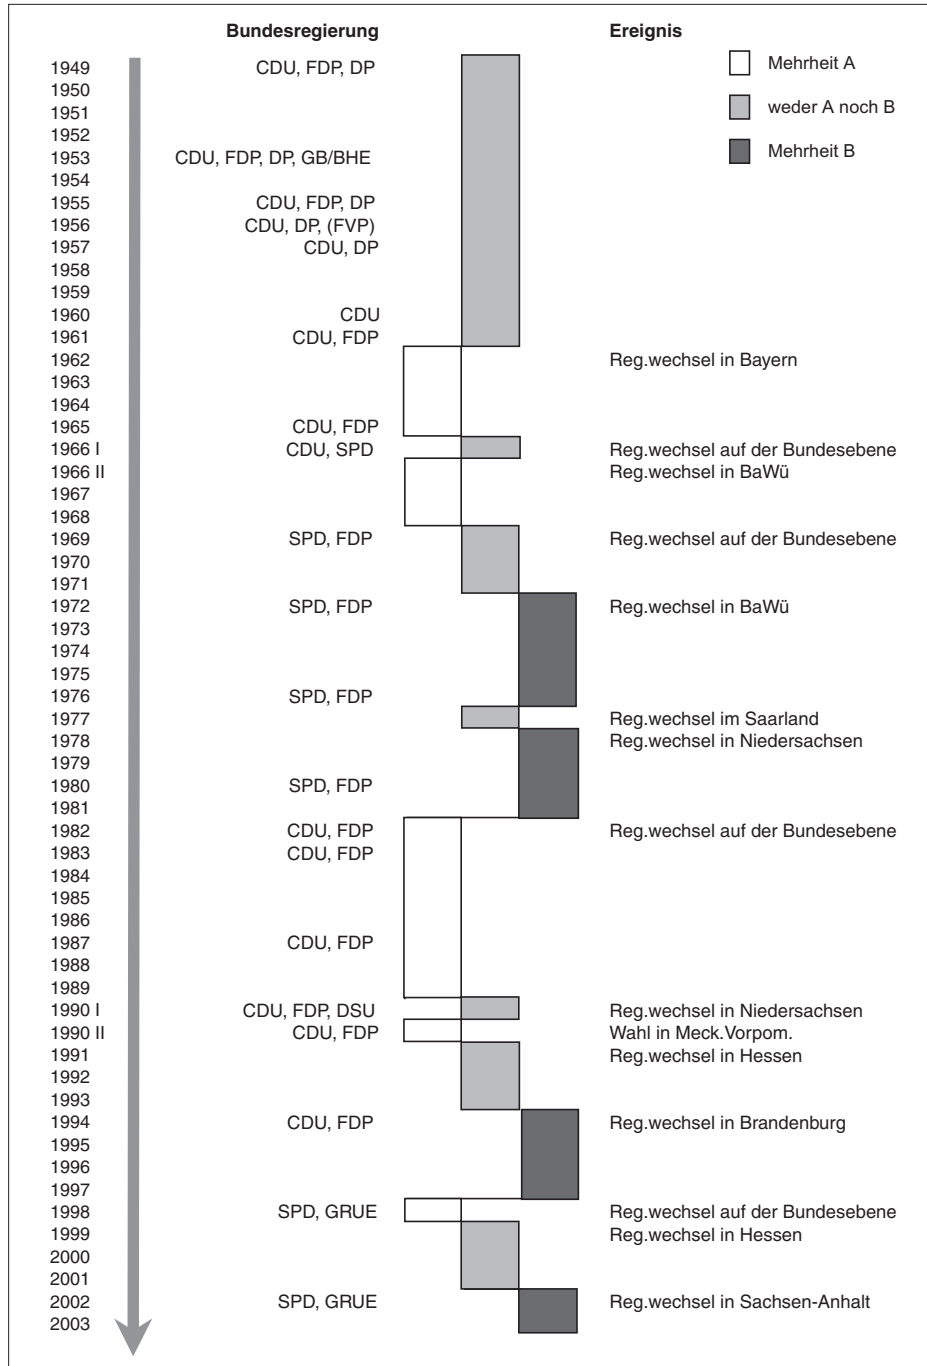 Bundesregierung Ereignis
1949 CDU, FDP, DP Mehrheit A
1950
1951 weder A noch B
1952
1953 CDU, FDP, DP, GB/BHE Mehrheit B
1954
1955 CDU, FDP, DP
1956 CDU, DP, (FVP)
1957 CDU, DP
1958
1959
1960 CDU
1961 CDU, FDP
1962 Reg.wechsel in Bayern
1963
1964
1965 CDU, FDP
1966 I CDU, SPD Reg.wechsel auf der Bundesebene
1966 II Reg.wechsel in BaWü
1967
1968
1969 SPD, FDP Reg.wechsel auf der Bundesebene
1970
1971
1972 SPD, FDP Reg.wechsel in BaWü
1973
1974
1975
1976 SPD, FDP
1977 Reg.wechsel im Saarland
1978 Reg.wechsel in Niedersachsen
1979
1980 SPD, FDP
1981
1982 CDU, FDP Reg.wechsel auf der Bundesebene
1983 CDU, FDP
1984
1985
1986
1987 CDU, FDP
1988
1989
1990 I CDU, FDP, DSU Reg.wechsel in Niedersachsen
1990 II CDU, FDP Wahl in Meck.Vorpom.
1991 Reg.wechsel in Hessen
1992
1993
1994 CDU, FDP Reg.wechsel in Brandenburg
1995
1996
1997
1998 SPD, GRUE Reg.wechsel auf der Bundesebene
1999 Reg.wechsel in Hessen
2000
2001
2002 SPD, GRUE Reg.wechsel in Sachsen-Anhalt
2003